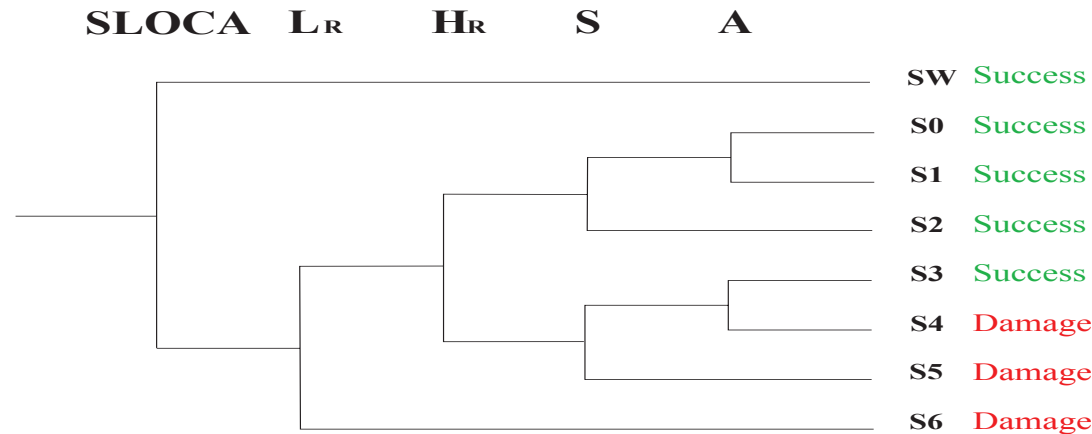 SLOCA LR HR S A
SW Success
S0 Success
S1 Success
S2 Success
S3 Success
S4 Damage
S5 Damage
S6 Damage